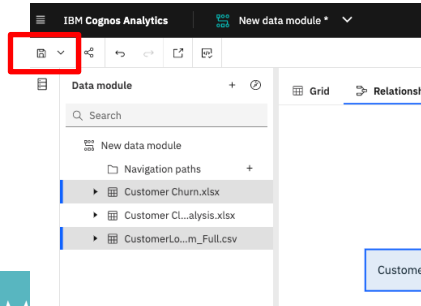 IBM Cognos Analytics
New data module *
Data module
Grid
Relationsh
Search
New data module
Navigation paths
Customer Churn.xlsx
Customer Cl...alysis.xlsx
CustomerLo...m_Full.csv
Custome